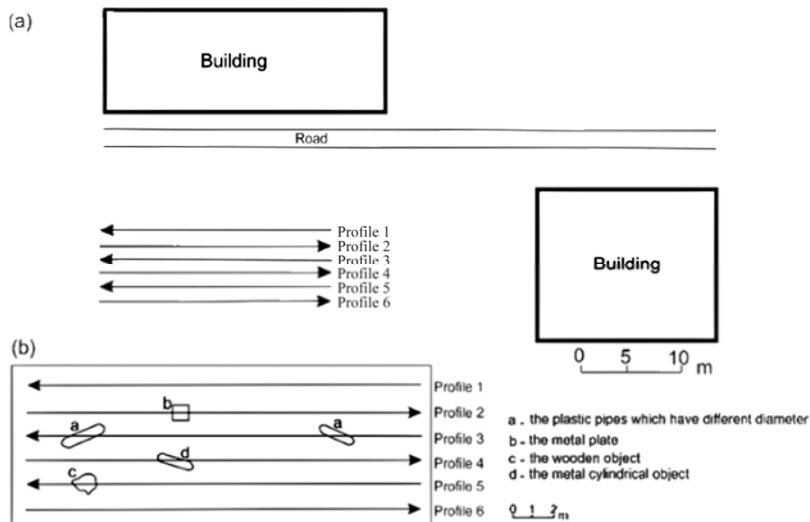 (a)
Building
Road
Profile 1
Profile 2
Profile 3
Profile 4
Profile 5
Profile 6
Building
0 5 10 m
(b)
Profile 1
b
Profile 2
a
a
Profile 3
d
Profile 4
c
Profile 5
Profile 6
a - the plastic pipes which have different diameter
b - the metal plate
c - the wooden object
d - the metal cylindrical object
0 1 2 m